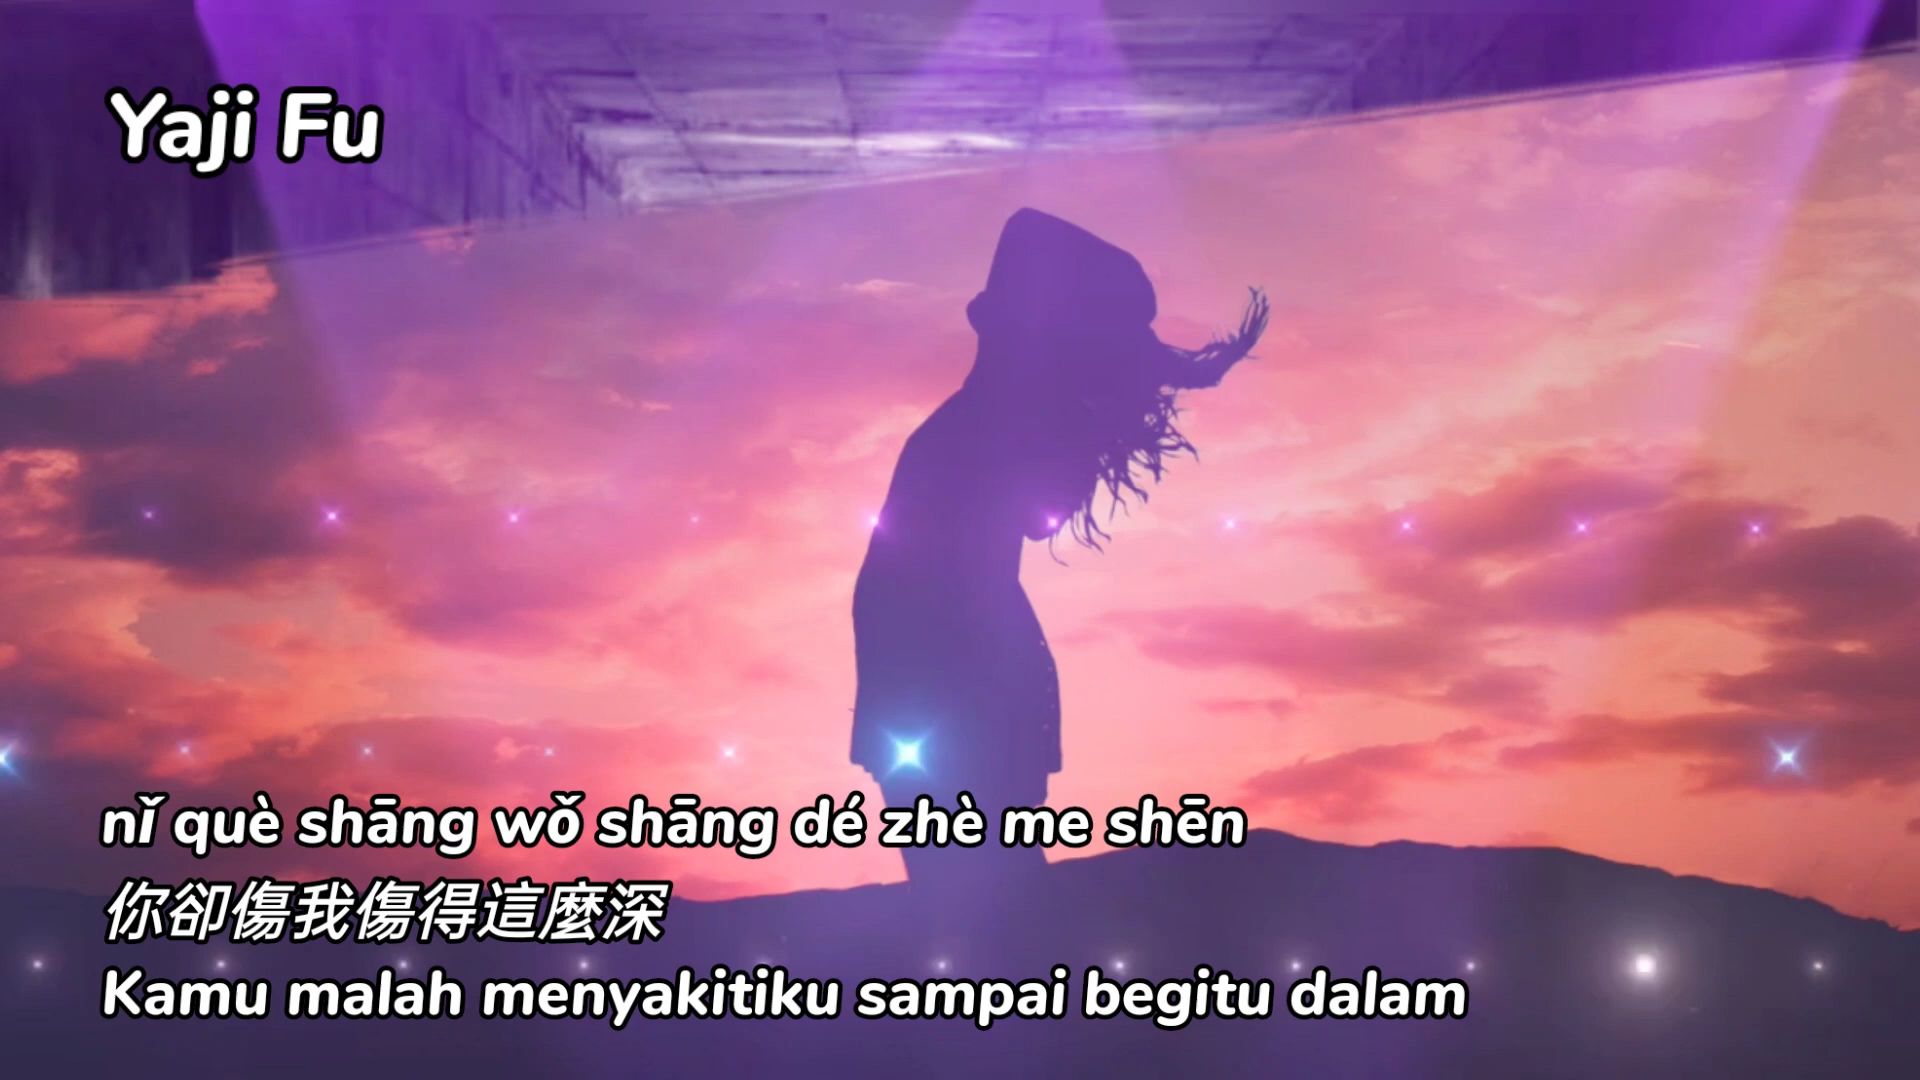 Yaji Fu
nǐ què shāng wǒ shāng dé zhè me shēn
你卻傷我傷得這麼深
Kamu malah menyakitiku sampai begitu dalam